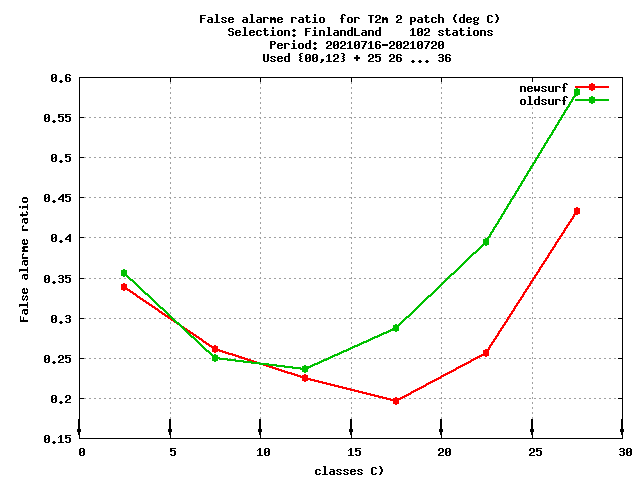 False alarme ratio  for T2m 2 patch (deg C)
Selection: FinlandLand    102 stations
Period: 20210716-20210720
Used {00,12} + 25 26 ... 36
newsurf
oldsurf
False alarme ratio
0.6
0.55
0.5
0.45
0.4
0.35
0.3
0.25
0.2
0.15
0 5 10 15 20 25 30
classes C)